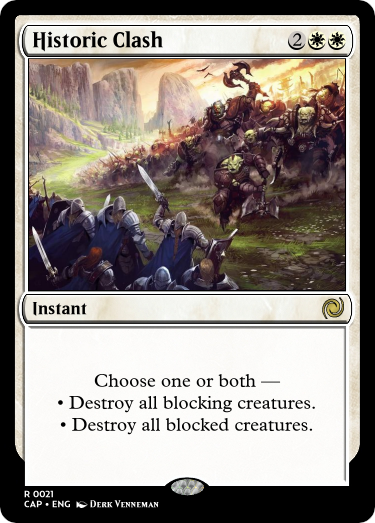 Historic Clash 2
Instant
Choose one or both —
• Destroy all blocking creatures.
• Destroy all blocked creatures.
R 0021
CAP • ENG Derk Venneman